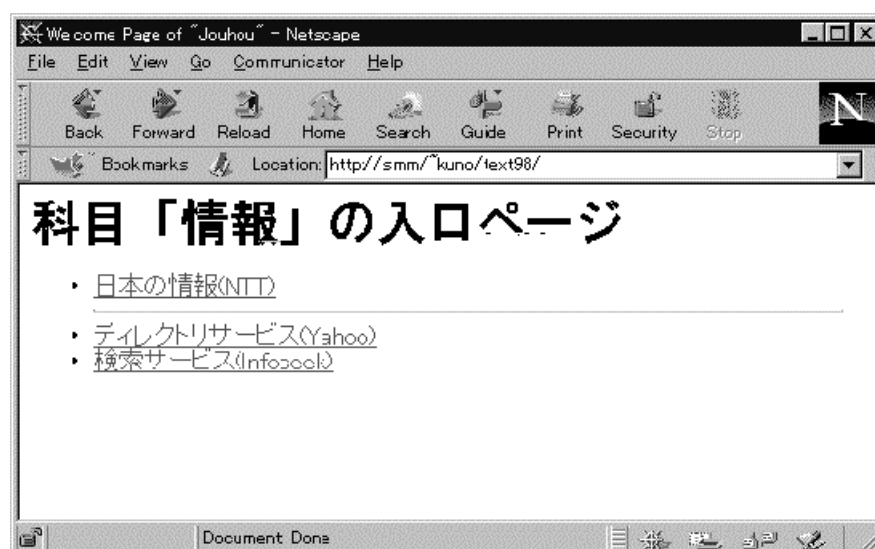 Welcome Page of ~Jouhou~ - Netscape
File Edit View Go Communicator Help
Back Forward Reload Home Search Guide Print Security Stop
N
Bookmarks Location: http://smm/~kuno/text98/
科目「情報」の入口ページ
• 日本の情報(NTT)
• ディレクトリサービス(Yahoo)
• 検索サービス(Infoseek)
Document Done